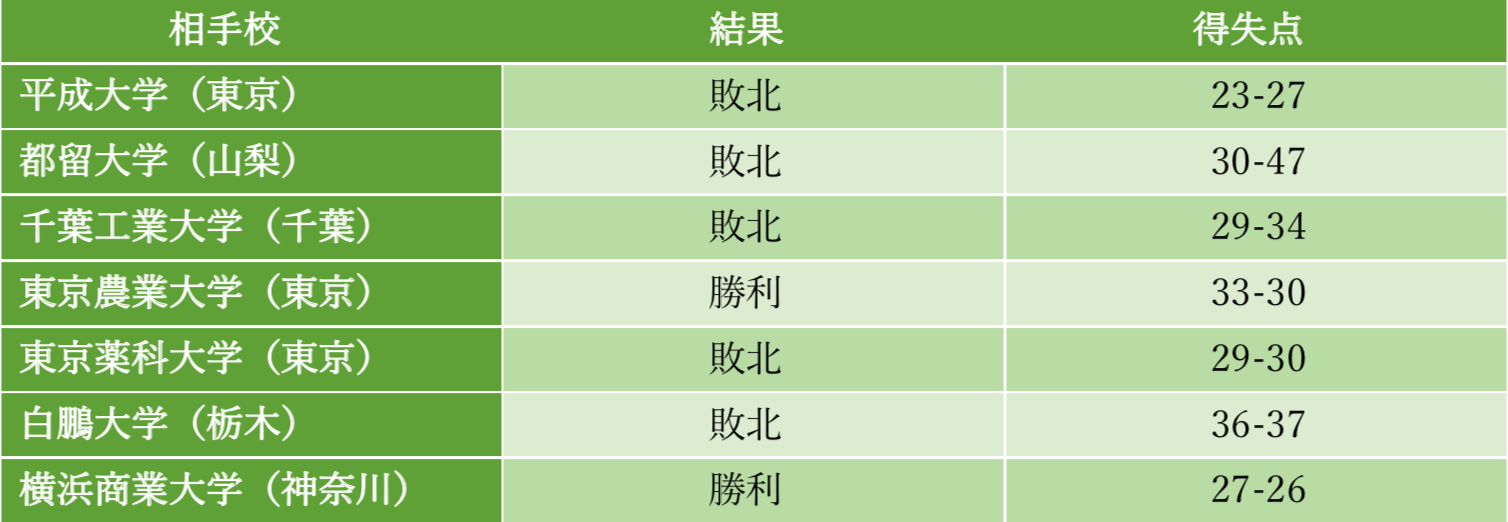 相手校 結果 得失点
平成大学（東京） 敗北 23-27
都留大学（山梨） 敗北 30-47
千葉工業大学（千葉） 敗北 29-34
東京農業大学（東京） 勝利 33-30
東京薬科大学（東京） 敗北 29-30
白鵬大学（栃木） 敗北 36-37
横浜商業大学（神奈川） 勝利 27-26